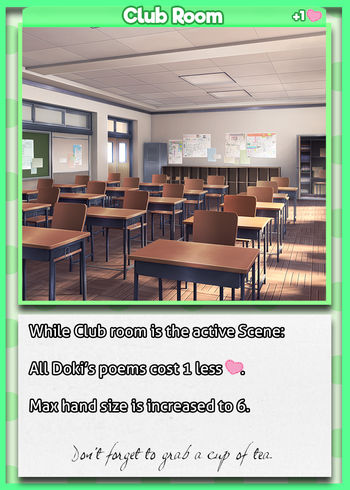 Club Room
+1
While Club room is the active Scene:
All Doki's poems cost 1 less .
Max hand size is increased to 6.
Don't forget to grab a cup of tea.